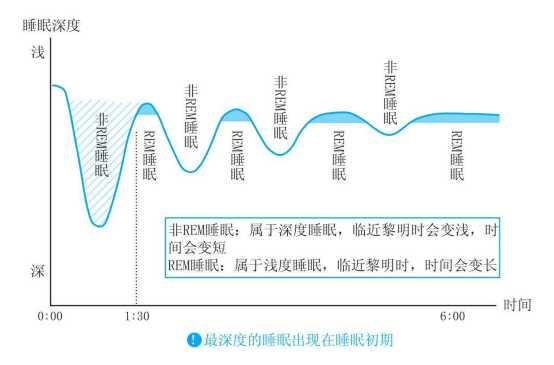 睡眠深度
浅
非REM睡眠
REM睡眠
非REM睡眠
REM睡眠
非REM睡眠
REM睡眠
非REM睡眠
REM睡眠
非REM睡眠：属于深度睡眠，临近黎明时会变浅，时
间会变短
REM睡眠：属于浅度睡眠，临近黎明时，时间会变长
深
时间
0:00
1:30
6:00
!最深度的睡眠出现在睡眠初期